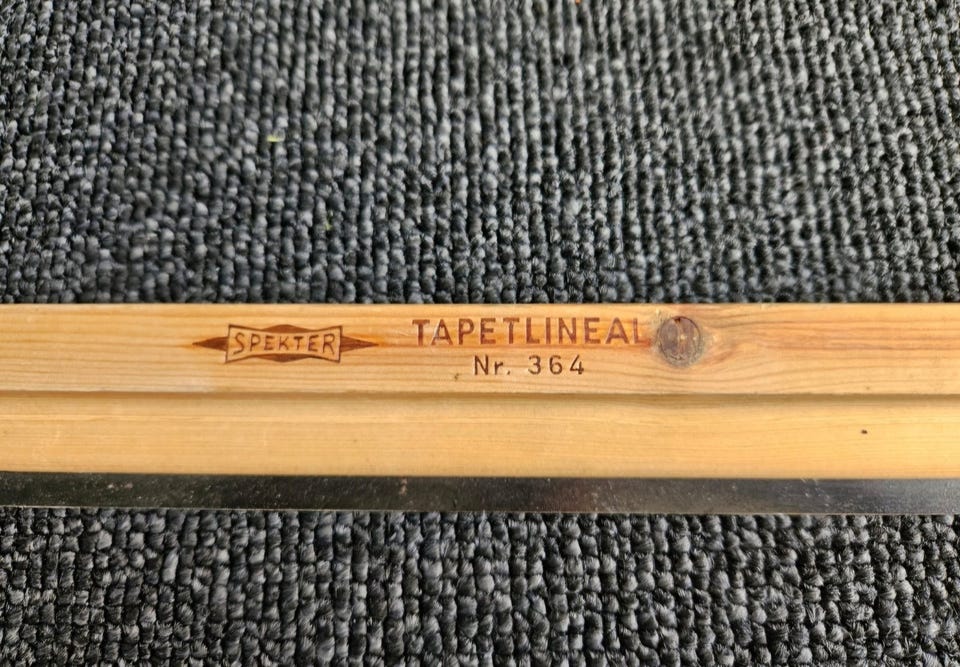 SPEKTER
TAPETLINEAL
Nr. 364